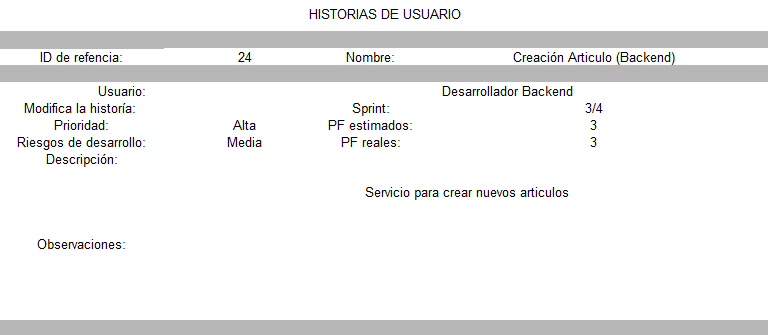 HISTORIAS DE USUARIO
ID de refencia: 24 Nombre: Creación Articulo (Backend)
Usuario: Desarrollador Backend
Modifica la historía: Sprint: 3/4
Prioridad: Alta PF estimados: 3
Riesgos de desarrollo: Media PF reales: 3
Descripción:
Servicio para crear nuevos articulos
Observaciones: